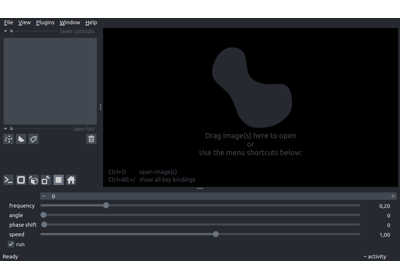 File View Plugins Window Help
layer controls
layer list
Drag image(s) here to open
or
Use the menu shortcuts below:
Ctrl+O open image(s)
Ctrl+Alt+/ show all key bindings
0
frequency 0,20
angle 0
phase shift 0
speed 1,00
run
Ready activity